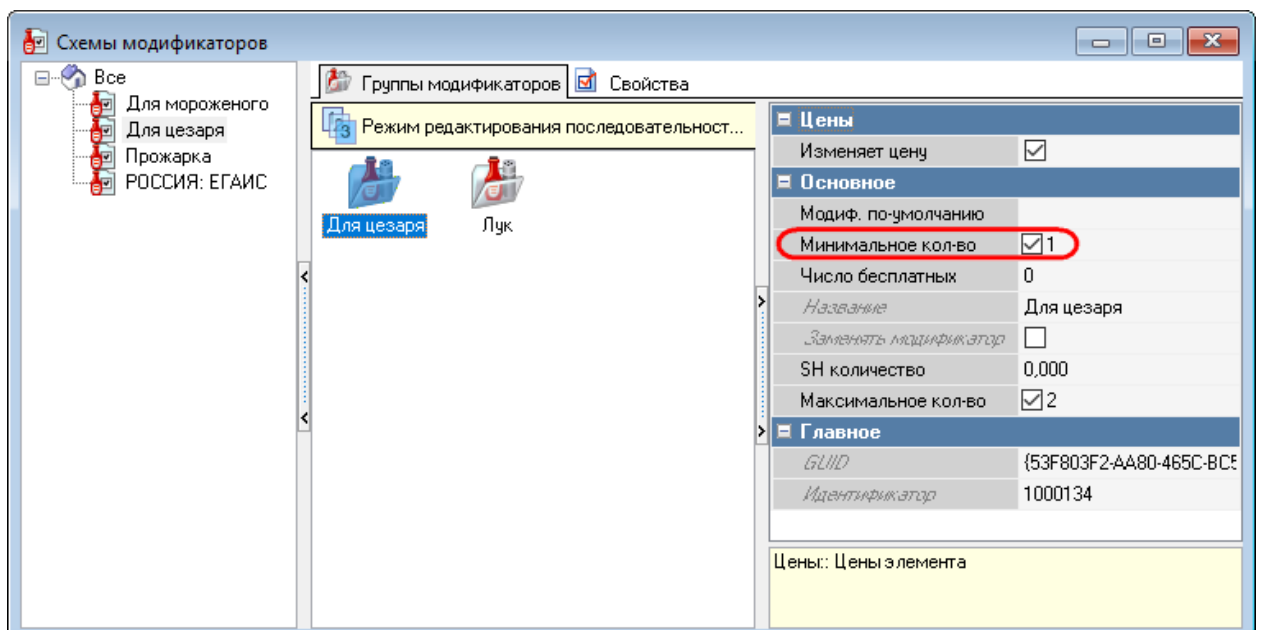 Схемы модификаторов
Все
Для мороженого
Для цезаря
Прожарка
РОССИЯ: ЕГАИС
Группы модификаторов
Свойства
3 Режим редактирования последовательност...
Для цезаря
Лук
Цены
Изменяет цену
Основное
Модиф. по-умолчанию
Минимальное кол-во 1
Число бесплатных 0
Название Для цезаря
Заменять модификатор
SH количество 0,000
Максимальное кол-во 2
Главное
GUID {53F803F2-AA80-465C-BC5
Идентификатор 1000134
Цены:: Цены элемента